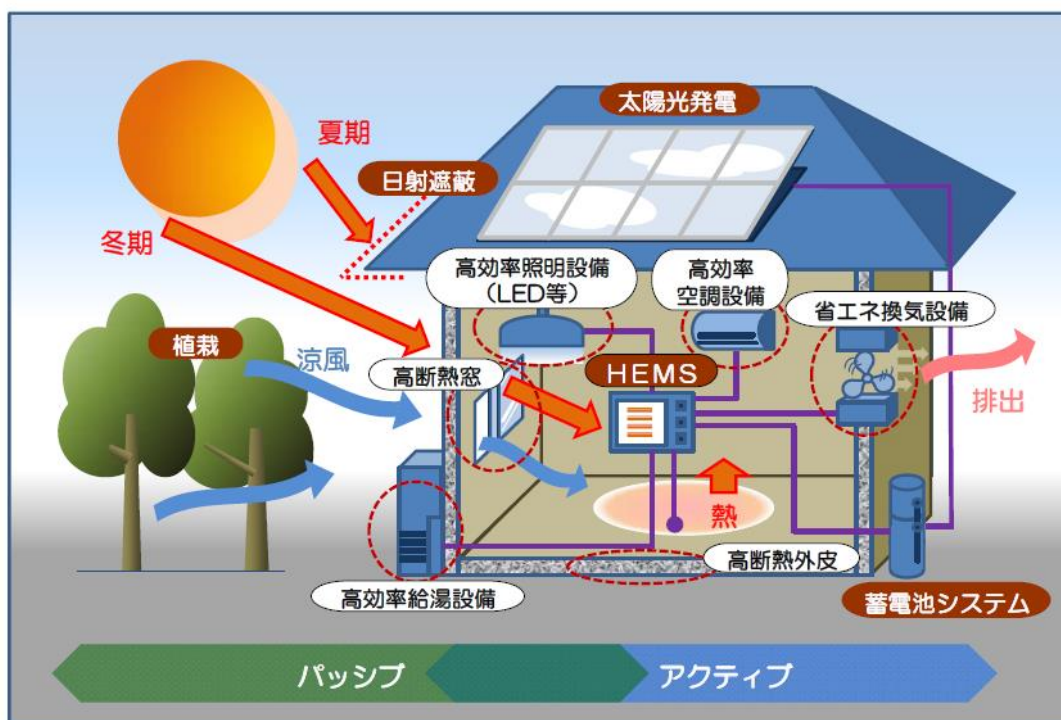 太陽光発電
夏期
日射遮蔽
冬期
高効率照明設備
(LED等)
高効率
空調設備
省エネ換気設備
植栽
涼風
高断熱窓
HEMS
排出
熱
高断熱外皮
高効率給湯設備
蓄電池システム
パッシブ
アクティブ